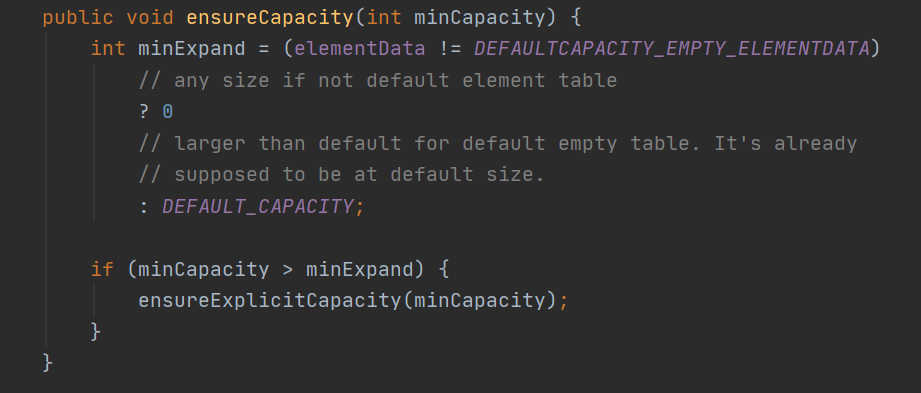 public void ensureCapacity(int minCapacity) {
    int minExpand = (elementData != DEFAULTCAPACITY_EMPTY_ELEMENTDATA)
        // any size if not default element table
        ? 0
        // larger than default for default empty table. It's already
        // supposed to be at default size.
        : DEFAULT_CAPACITY;

    if (minCapacity > minExpand) {
        ensureExplicitCapacity(minCapacity);
    }
}